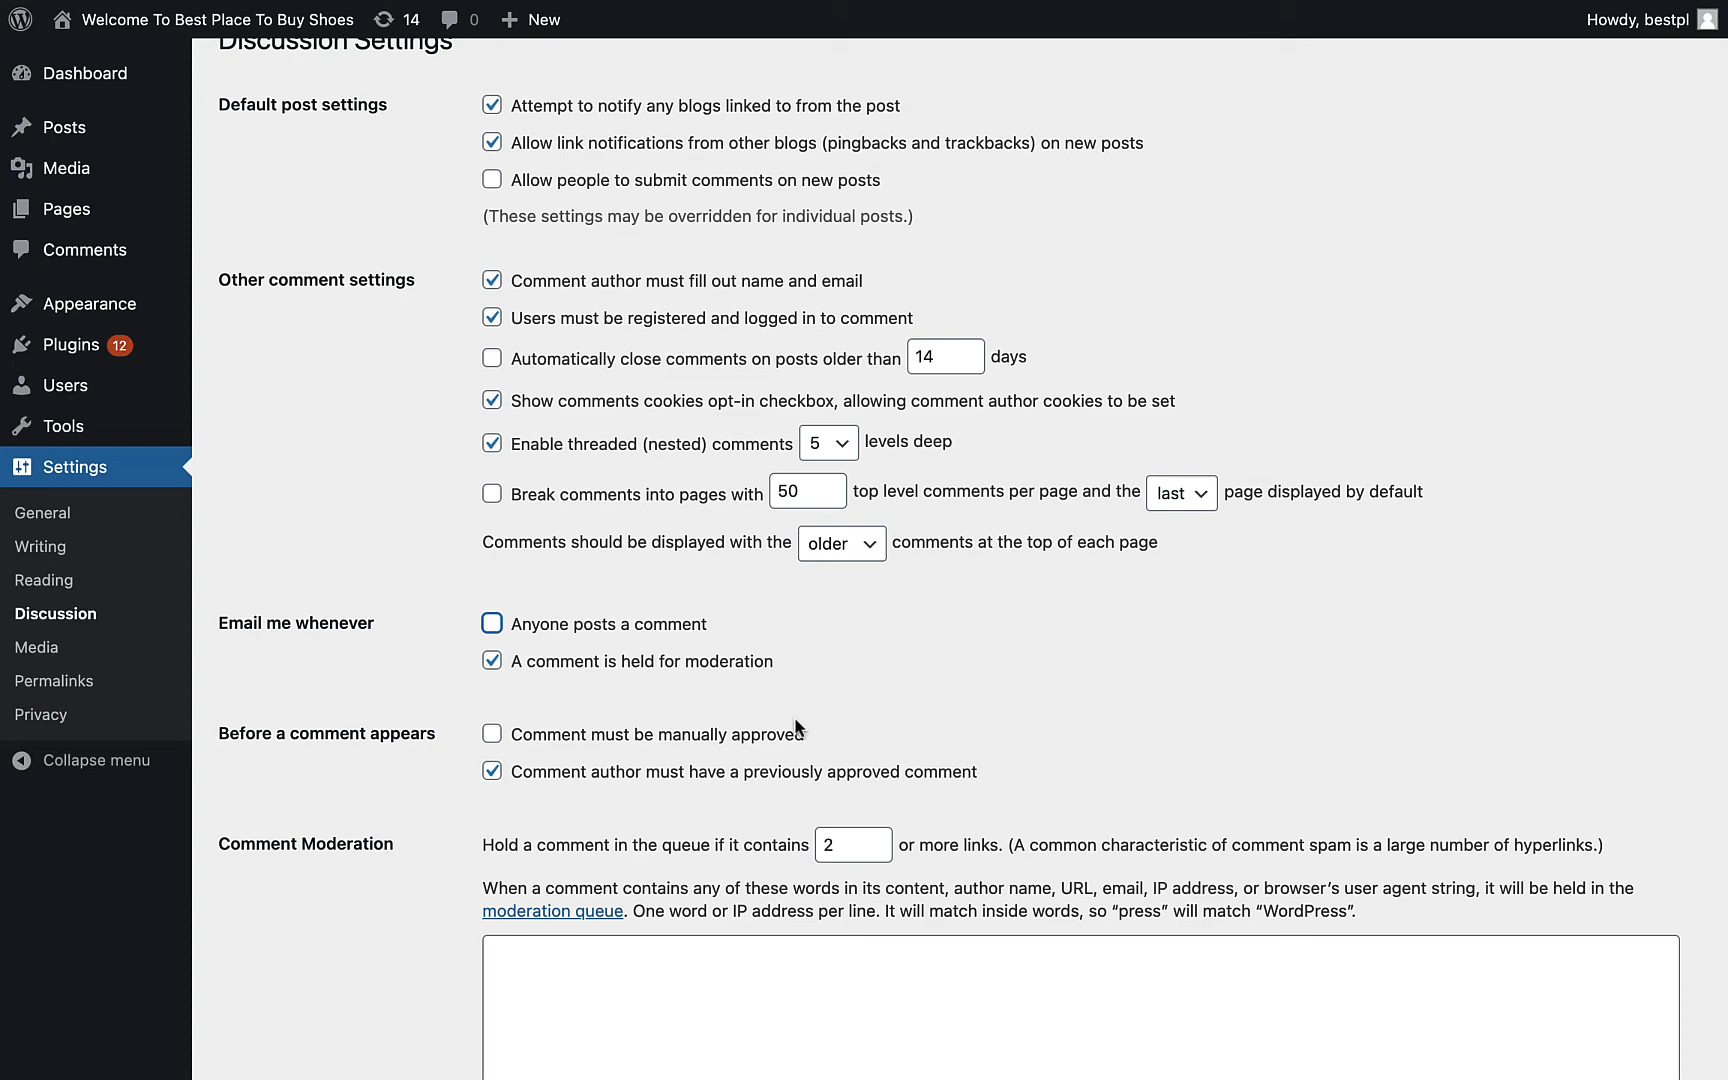 Welcome To Best Place To Buy Shoes 14 0 New Howdy, bestpl
Discussion Settings
Dashboard
Posts
Media
Pages
Comments
Appearance
Plugins 12
Users
Tools
Settings
General
Writing
Reading
Discussion
Media
Permalinks
Privacy
Collapse menu
Default post settings
Attempt to notify any blogs linked to from the post
Allow link notifications from other blogs (pingbacks and trackbacks) on new posts
Allow people to submit comments on new posts
(These settings may be overridden for individual posts.)
Other comment settings
Comment author must fill out name and email
Users must be registered and logged in to comment
Automatically close comments on posts older than 14 days
Show comments cookies opt-in checkbox, allowing comment author cookies to be set
Enable threaded (nested) comments 5 levels deep
Break comments into pages with 50 top level comments per page and the last page displayed by default
Comments should be displayed with the older comments at the top of each page
Email me whenever
Anyone posts a comment
A comment is held for moderation
Before a comment appears
Comment must be manually approved
Comment author must have a previously approved comment
Comment Moderation
Hold a comment in the queue if it contains 2 or more links. (A common characteristic of comment spam is a large number of hyperlinks.)
When a comment contains any of these words in its content, author name, URL, email, IP address, or browser’s user agent string, it will be held in the
moderation queue. One word or IP address per line. It will match inside words, so “press” will match “WordPress”.